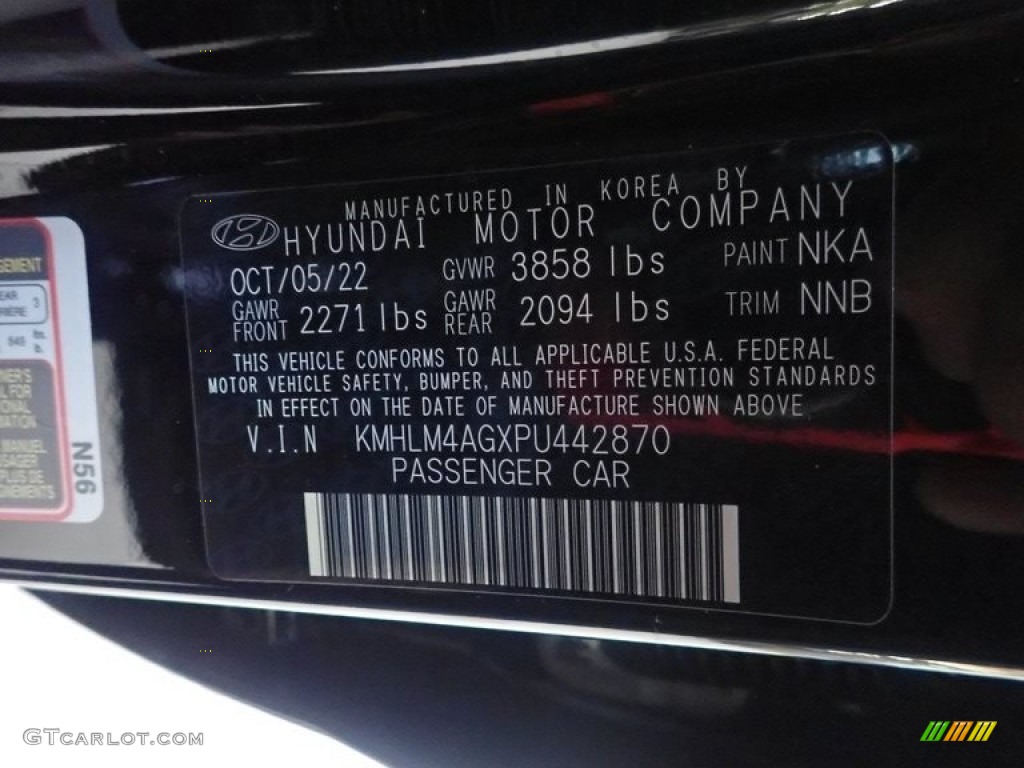 MANUFACTURED IN KOREA BY
HYUNDAI MOTOR COMPANY
OCT/05/22 GVWR 3858 lbs PAINT NKA
GAWR FRONT 2271 lbs GAWR REAR 2094 lbs TRIM NNB
THIS VEHICLE CONFORMS TO ALL APPLICABLE U.S.A. FEDERAL
MOTOR VEHICLE SAFETY, BUMPER, AND THEFT PREVENTION STANDARDS
IN EFFECT ON THE DATE OF MANUFACTURE SHOWN ABOVE
V.I.N KMHLM4AGXPU442870
PASSENGER CAR
3
N56
GTCARLOT.COM